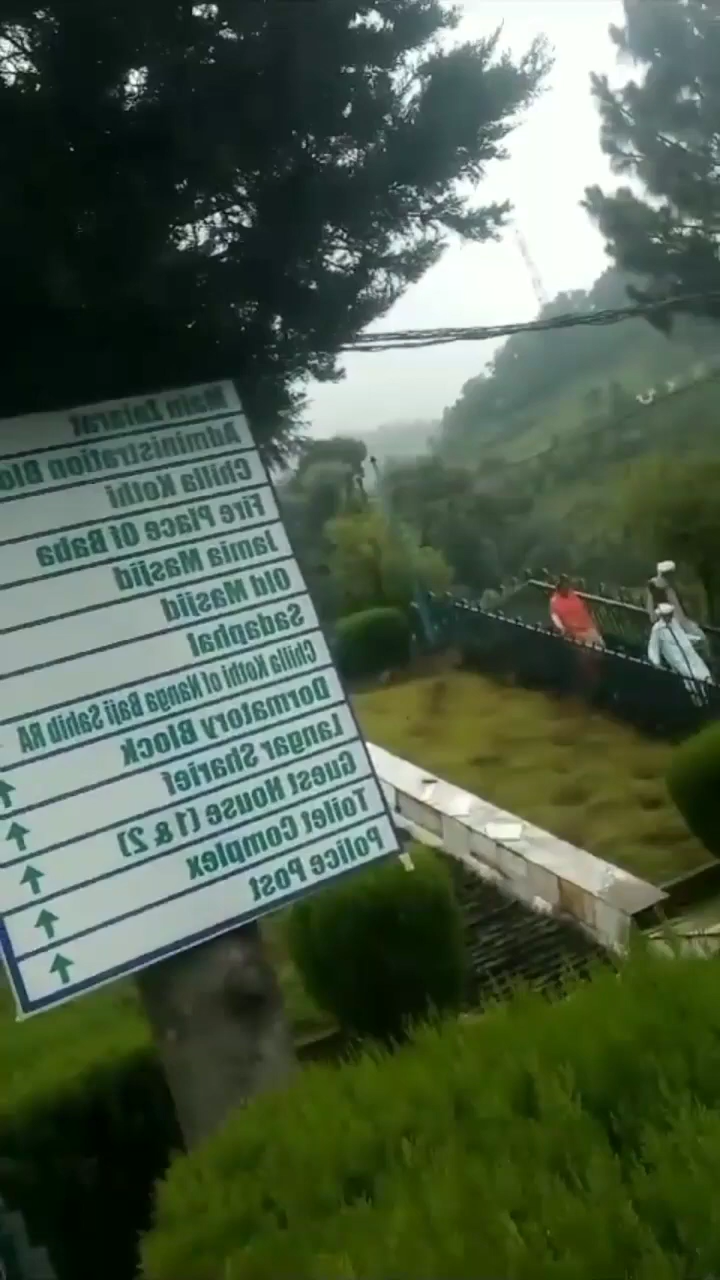 Main Zaiarat
Administration Blo
Chilla Kothi
Fire Place Of Baba
Jamia Masjid
Old Masjid
Sadaphal
Chilla Kothi of Nanga Baji Sahib RA
Dormatory Block
Langar Sharief
Guest House (1 & 2)
Toilet Complex
Police Post